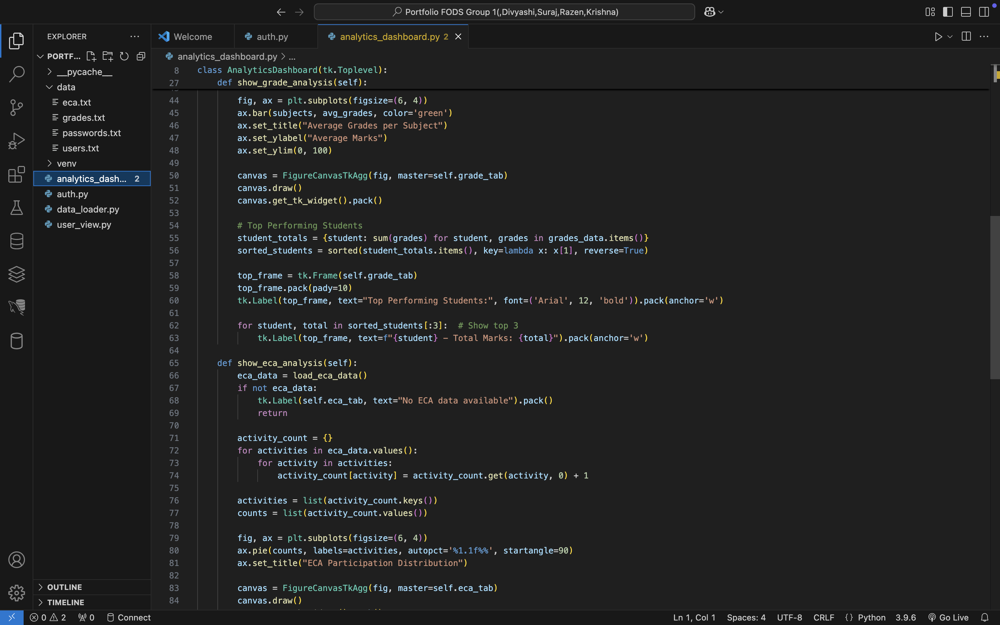 Portfolio FODS Group 1(,Divyashi,Suraj,Razen,Krishna)
EXPLORER
PORTF...
__pycache__
data
eca.txt
grades.txt
passwords.txt
users.txt
venv
analytics_dash... 2
auth.py
data_loader.py
user_view.py
OUTLINE
TIMELINE
Welcome
auth.py
analytics_dashboard.py 2
analytics_dashboard.py > ...
8 class AnalyticsDashboard(tk.Toplevel):
27 def show_grade_analysis(self):
44 fig, ax = plt.subplots(figsize=(6, 4))
45 ax.bar(subjects, avg_grades, color='green')
46 ax.set_title("Average Grades per Subject")
47 ax.set_ylabel("Average Marks")
48 ax.set_ylim(0, 100)
49
50 canvas = FigureCanvasTkAgg(fig, master=self.grade_tab)
51 canvas.draw()
52 canvas.get_tk_widget().pack()
53
54 # Top Performing Students
55 student_totals = {student: sum(grades) for student, grades in grades_data.items()}
56 sorted_students = sorted(student_totals.items(), key=lambda x: x[1], reverse=True)
57
58 top_frame = tk.Frame(self.grade_tab)
59 top_frame.pack(pady=10)
60 tk.Label(top_frame, text="Top Performing Students:", font=('Arial', 12, 'bold')).pack(anchor='w')
61
62 for student, total in sorted_students[:3]:  # Show top 3
63 tk.Label(top_frame, text=f"{student} - Total Marks: {total}").pack(anchor='w')
64
65 def show_eca_analysis(self):
66 eca_data = load_eca_data()
67 if not eca_data:
68 tk.Label(self.eca_tab, text="No ECA data available").pack()
69 return
70
71 activity_count = {}
72 for activities in eca_data.values():
73 for activity in activities:
74 activity_count[activity] = activity_count.get(activity, 0) + 1
75
76 activities = list(activity_count.keys())
77 counts = list(activity_count.values())
78
79 fig, ax = plt.subplots(figsize=(6, 4))
80 ax.pie(counts, labels=activities, autopct='%1.1f%%', startangle=90)
81 ax.set_title("ECA Participation Distribution")
82
83 canvas = FigureCanvasTkAgg(fig, master=self.eca_tab)
84 canvas.draw()
0 2 0 Connect
Ln 1, Col 1 Spaces: 4 UTF-8 CRLF {} Python 3.9.6 Go Live